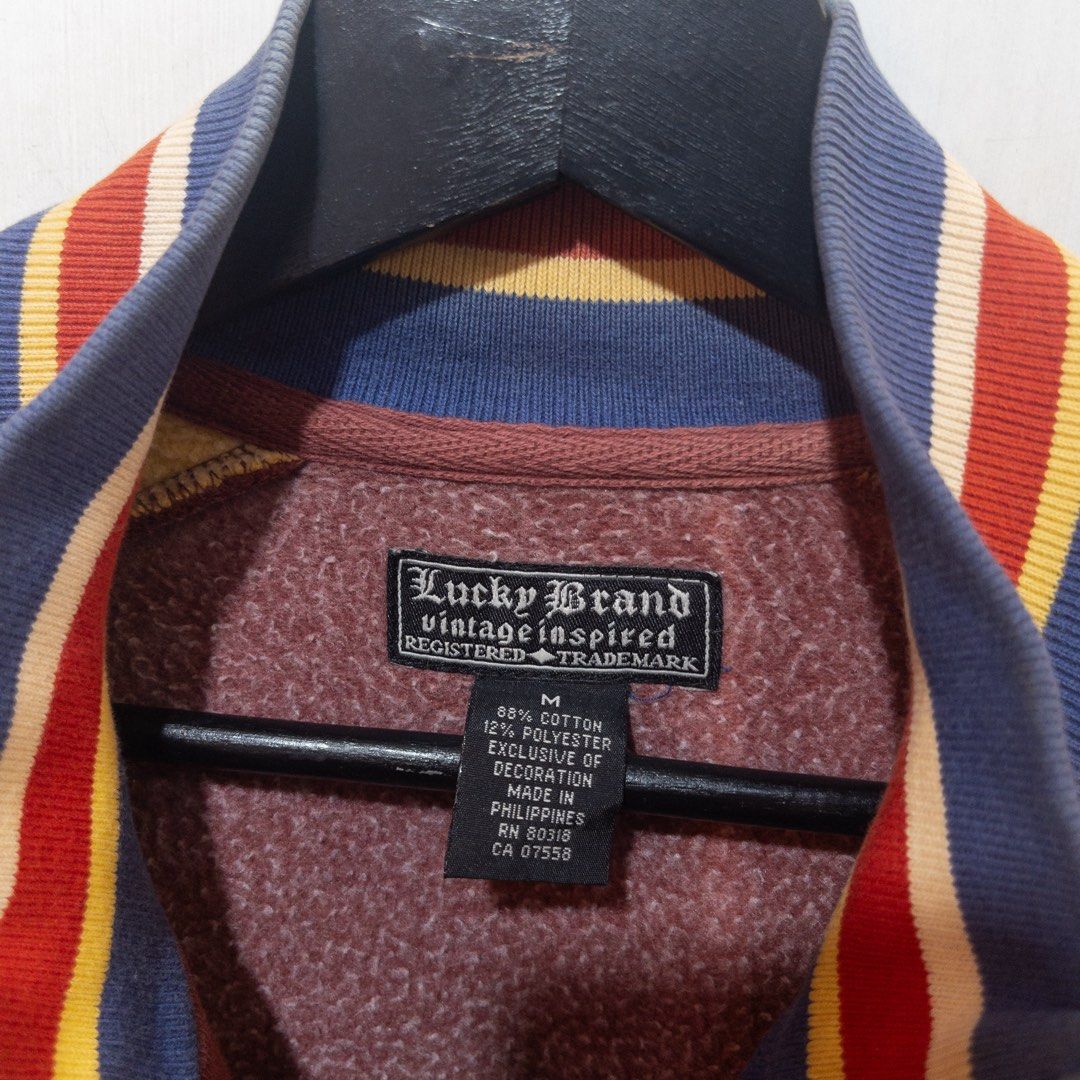 Lucky Brand
vintage inspired
REGISTERED TRADEMARK
M
88% COTTON
12% POLYESTER
EXCLUSIVE OF
DECORATION
MADE IN
PHILIPPINES
RN 80318
CA 07558